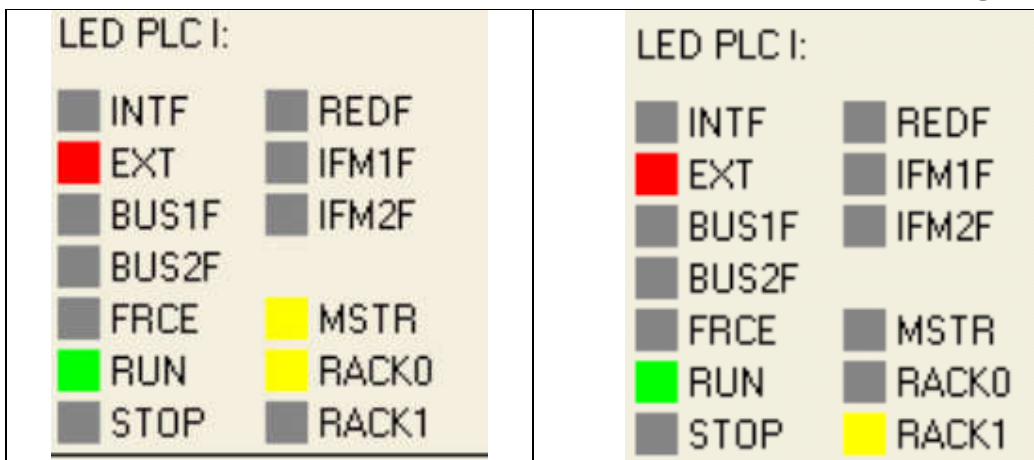 LED PLC I:
INTF REDF
EXT IFM1F
BUS1F IFM2F
BUS2F
FRCE MSTR
RUN RACK0
STOP RACK1
LED PLC I:
INTF REDF
EXT IFM1F
BUS1F IFM2F
BUS2F
FRCE MSTR
RUN RACK0
STOP RACK1